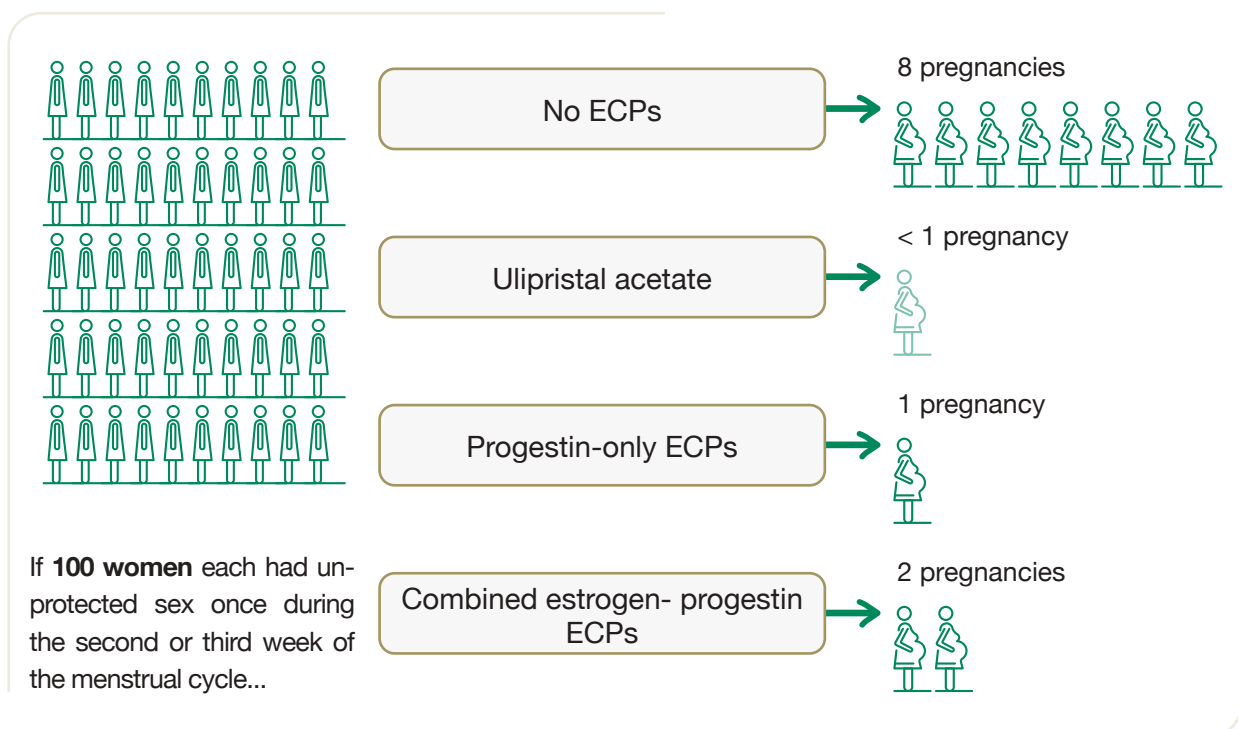 No ECPs
8 pregnancies
Ulipristal acetate
< 1 pregnancy
Progestin-only ECPs
1 pregnancy
If 100 women each had un-
protected sex once during
the second or third week of
the menstrual cycle...
Combined estrogen- progestin
ECPs
2 pregnancies